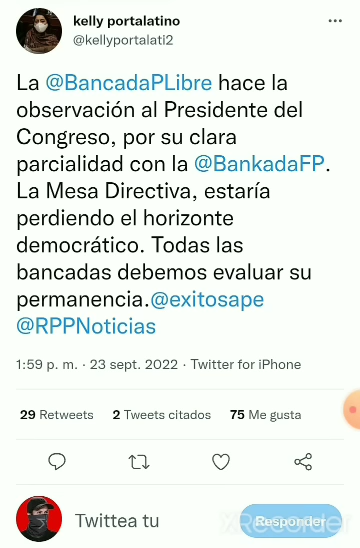 kelly portalatino
@kellyportalati2
La @BancadaPLibre hace la
observación al Presidente del
Congreso, por su clara
parcialidad con la @BankadaFP.
La Mesa Directiva, estaría
perdiendo el horizonte
democrático. Todas las
bancadas debemos evaluar su
permanencia.@exitosape
@RPPNoticias
1:59 p. m. · 23 sept. 2022 · Twitter for iPhone
29 Retweets 2 Tweets citados 75 Me gusta
Twittea tu
Responder
XRecorder